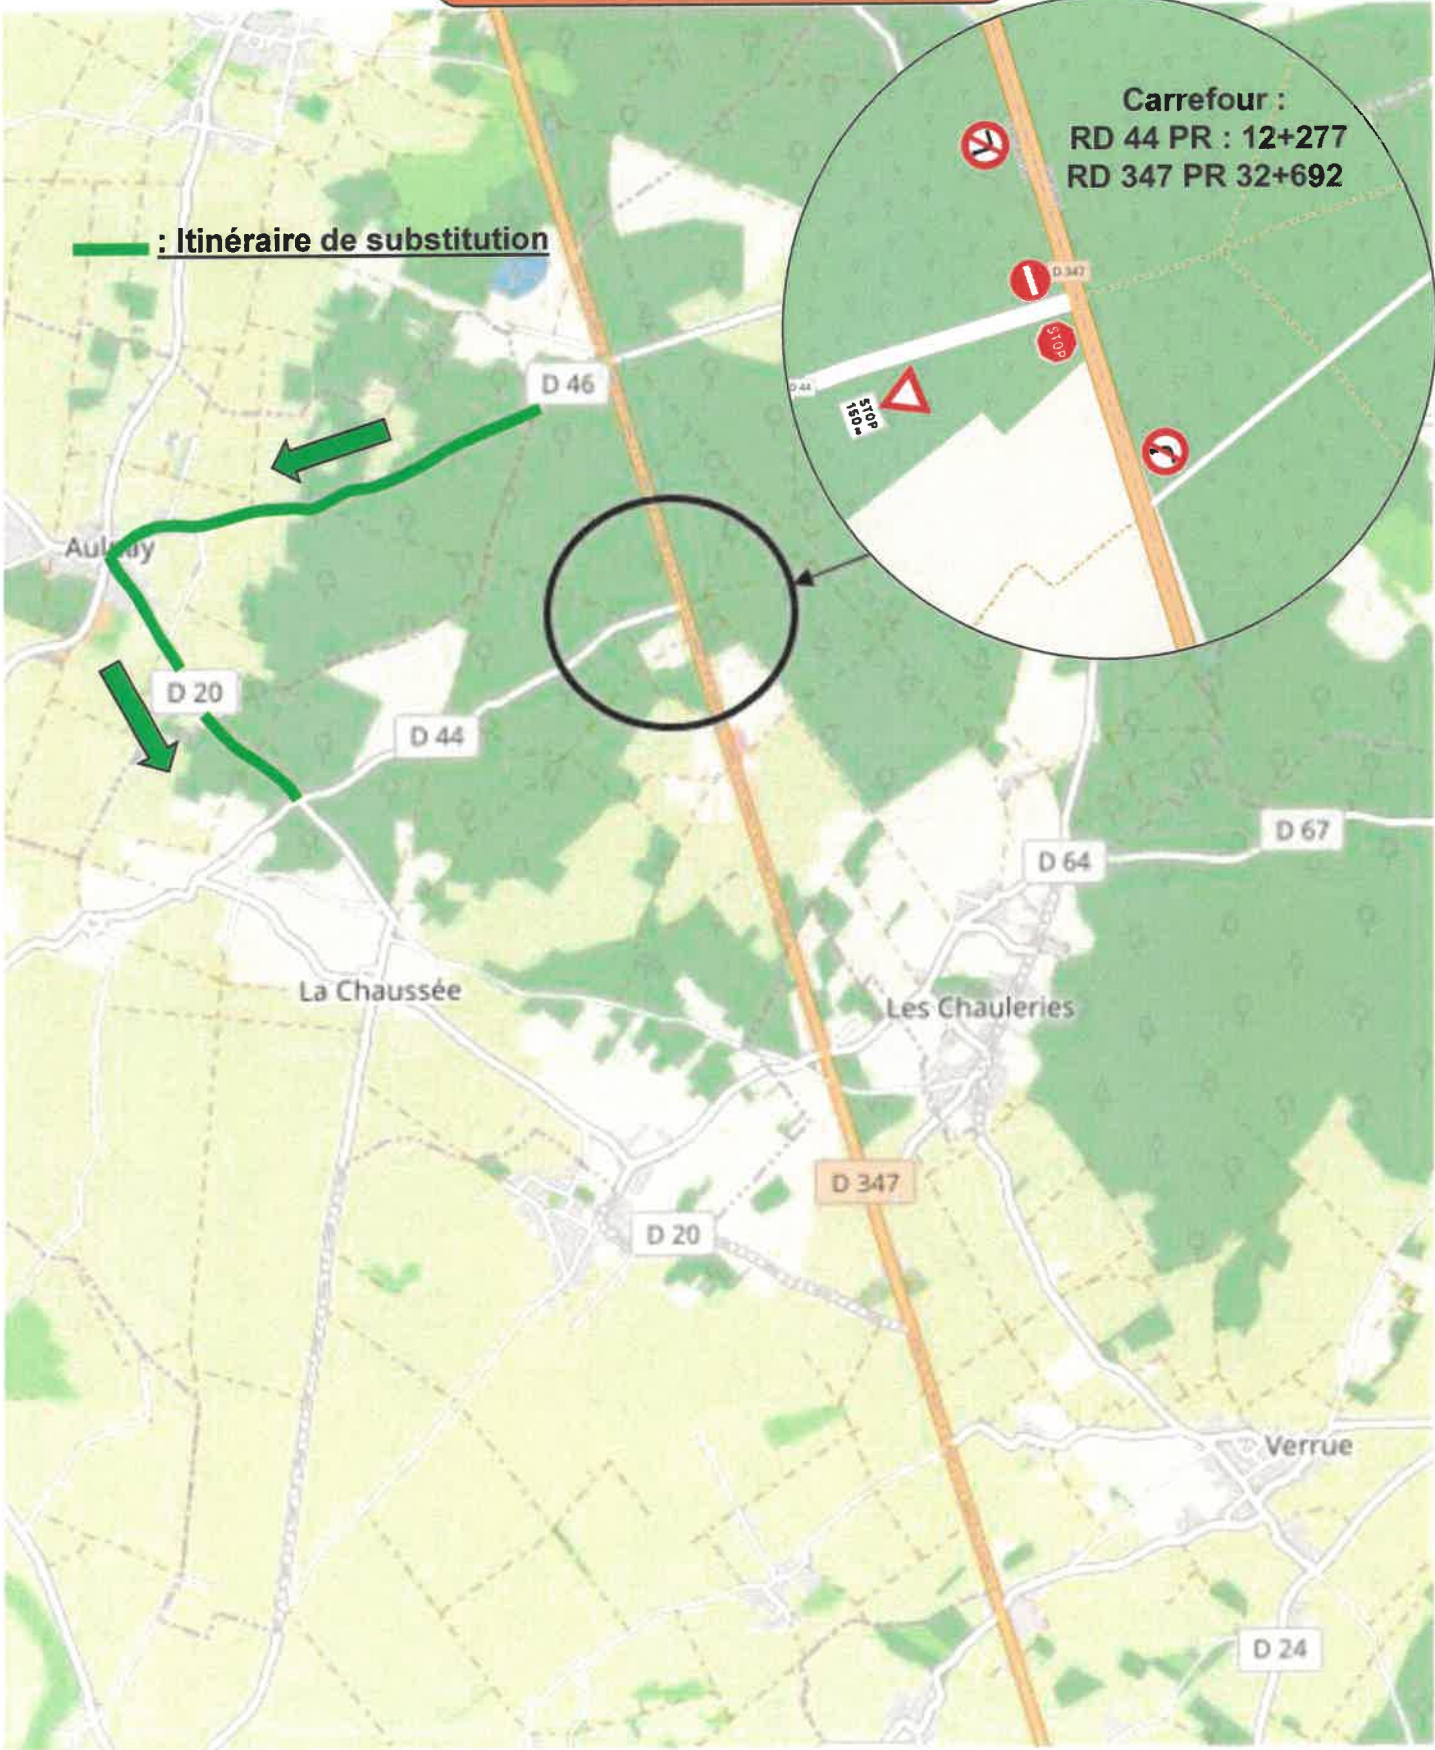 Carrefour :
RD 44 PR : 12+277
RD 347 PR 32+692
: Itinéraire de substitution
D 347
STOP
D 44
STOP
150m
D 46
Aulnay
D 20
D 44
D 67
D 64
La Chaussée
Les Chauleries
D 347
D 20
Verrue
D 24